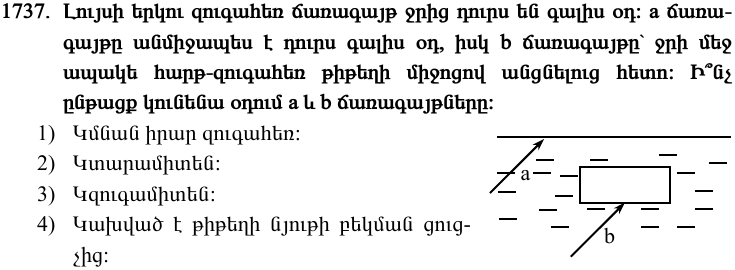 1737. Լույսի երկու զուգահեռ ճառագայթ ջրից դուրս են գալիս օդ: a ճառա-
գայթը անմիջապես է դուրս գալիս օդ, իսկ b ճառագայթը` ջրի մեջ
ապակե հարթ-զուգահեռ թիթեղի միջոցով անցնելուց հետո: Ի՞նչ
ընթացք կունենա օդում a և b ճառագայթները:
1) Կմնան իրար զուգահեռ:
2) Կտարամիտեն:
3) Կզուգամիտեն:
4) Կախված է թիթեղի նյութի բեկման ցուց-
չից:
a
b